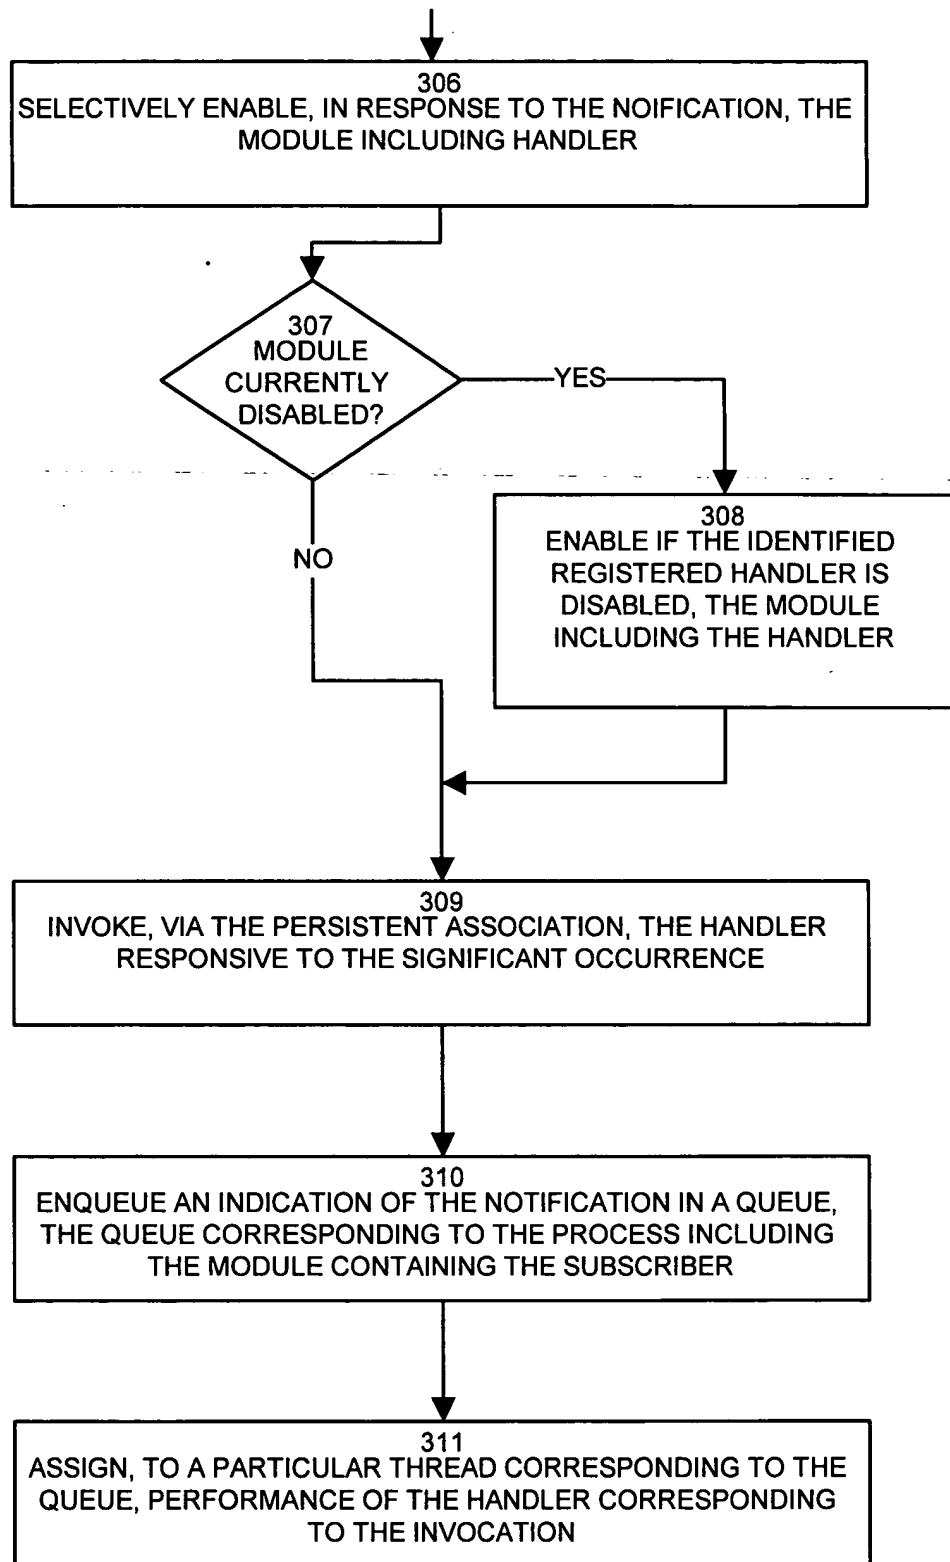 306
SELECTIVELY ENABLE, IN RESPONSE TO THE NOIFICATION, THE
MODULE INCLUDING HANDLER
307
MODULE
CURRENTLY
DISABLED?
YES
NO
308
ENABLE IF THE IDENTIFIED
REGISTERED HANDLER IS
DISABLED, THE MODULE
INCLUDING THE HANDLER
309
INVOKE, VIA THE PERSISTENT ASSOCIATION, THE HANDLER
RESPONSIVE TO THE SIGNIFICANT OCCURRENCE
310
ENQUEUE AN INDICATION OF THE NOTIFICATION IN A QUEUE,
THE QUEUE CORRESPONDING TO THE PROCESS INCLUDING
THE MODULE CONTAINING THE SUBSCRIBER
311
ASSIGN, TO A PARTICULAR THREAD CORRESPONDING TO THE
QUEUE, PERFORMANCE OF THE HANDLER CORRESPONDING
TO THE INVOCATION